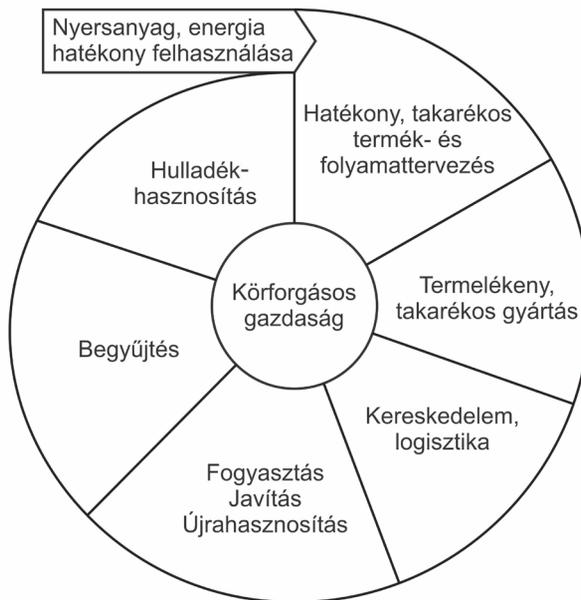 Nyersanyag, energia
hatékony felhasználása
Hatékony, takarékos
termék- és
folyamattervezés
Termelékeny,
takarékos gyártás
Kereskedelem,
logisztika
Fogyasztás
Javítás
Újrahasznosítás
Begyűjtés
Hulladék-
hasznosítás
Körforgásos
gazdaság